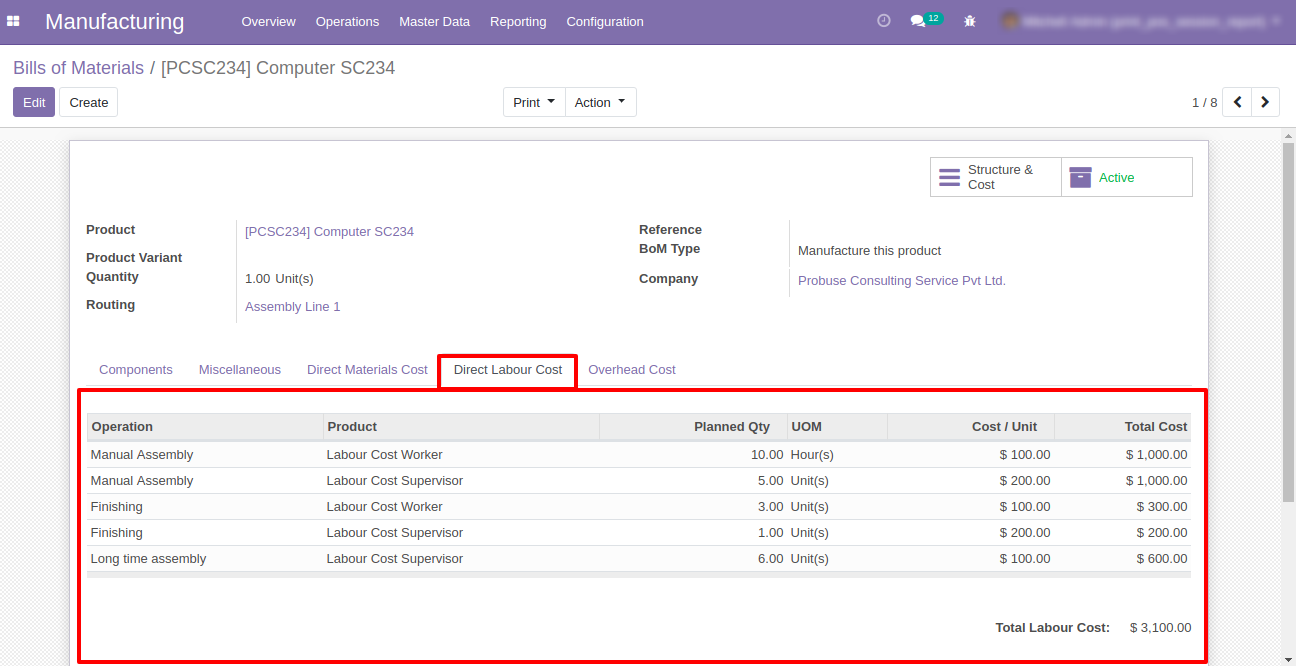 Manufacturing Overview Operations Master Data Reporting Configuration 12
Bills of Materials / [PCSC234] Computer SC234
Edit Create Print Action 1 / 8
Structure & Cost Active
Product [PCSC234] Computer SC234 Reference
Product Variant BoM Type Manufacture this product
Quantity 1.00 Unit(s) Company Probuse Consulting Service Pvt Ltd.
Routing Assembly Line 1
Components Miscellaneous Direct Materials Cost Direct Labour Cost Overhead Cost
Operation Product Planned Qty UOM Cost / Unit Total Cost
Manual Assembly Labour Cost Worker 10.00 Hour(s) $ 100.00 $ 1,000.00
Manual Assembly Labour Cost Supervisor 5.00 Unit(s) $ 200.00 $ 1,000.00
Finishing Labour Cost Worker 3.00 Unit(s) $ 100.00 $ 300.00
Finishing Labour Cost Supervisor 1.00 Unit(s) $ 200.00 $ 200.00
Long time assembly Labour Cost Supervisor 6.00 Unit(s) $ 100.00 $ 600.00
Total Labour Cost: $ 3,100.00